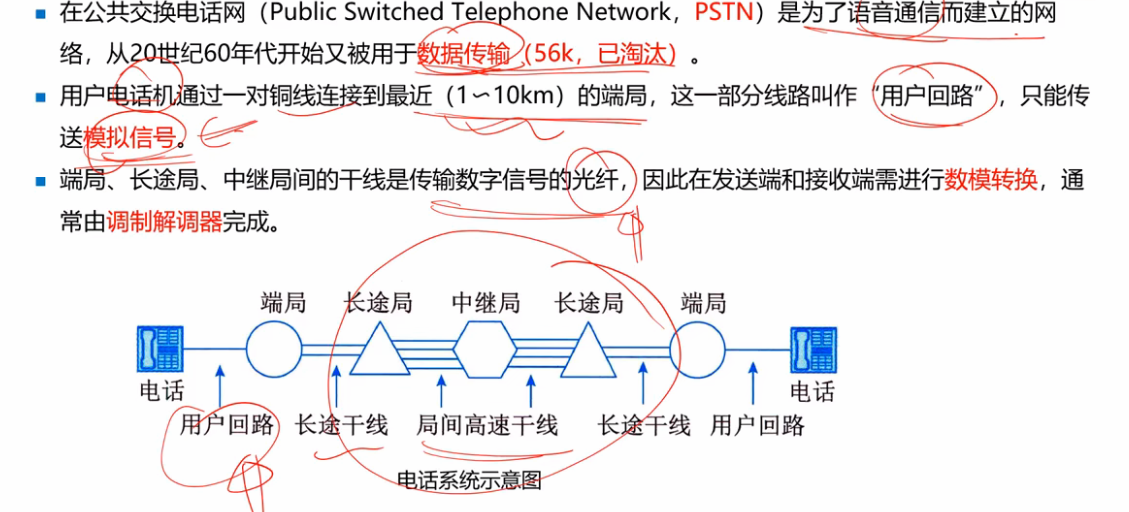 在公共交换电话网（Public Switched Telephone Network，PSTN）是为了语音通信而建立的网
络，从20世纪60年代开始又被用于数据传输（56k，已淘汰）。
用户电话机通过一对铜线连接到最近（1～10km）的端局，这一部分线路叫作“用户回路”，只能传
送模拟信号。
端局、长途局、中继局间的干线是传输数字信号的光纤，因此在发送端和接收端需进行数模转换，通
常由调制解调器完成。
端局 长途局 中继局 长途局 端局
电话 电话
用户回路 长途干线 局间高速干线 长途干线 用户回路
电话系统示意图